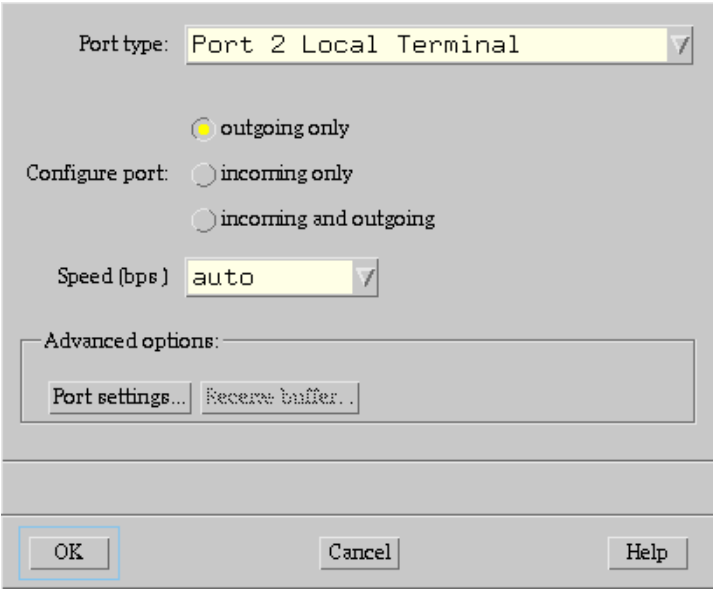 Port type: Port 2 Local Terminal
outgoing only
Configure port: incoming only
incoming and outgoing
Speed (bps) auto
Advanced options:
Port settings... Receive buffer...
OK Cancel Help